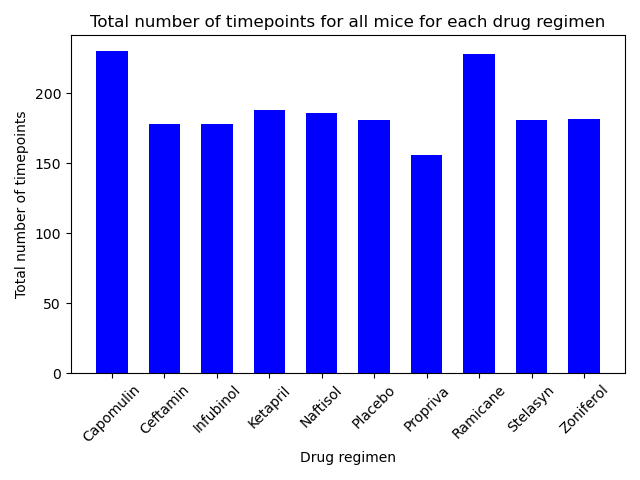 Total number of timepoints for all mice for each drug regimen
Total number of timepoints
200
150
100
50
0
Capomulin
Ceftamin
Infubinol
Ketapril
Naftisol
Placebo
Propriva
Ramicane
Stelasyn
Zoniferol
Drug regimen